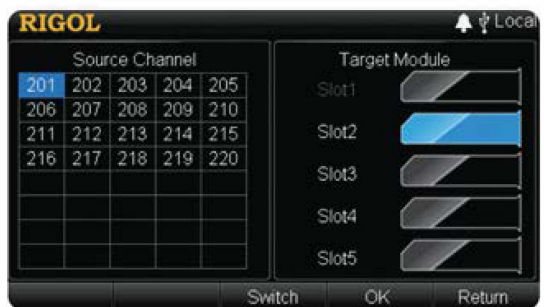 RIGOL Local
Source Channel
201 202 203 204 205
206 207 208 209 210
211 212 213 214 215
216 217 218 219 220
Target Module
Slot1
Slot2
Slot3
Slot4
Slot5
Switch OK Return